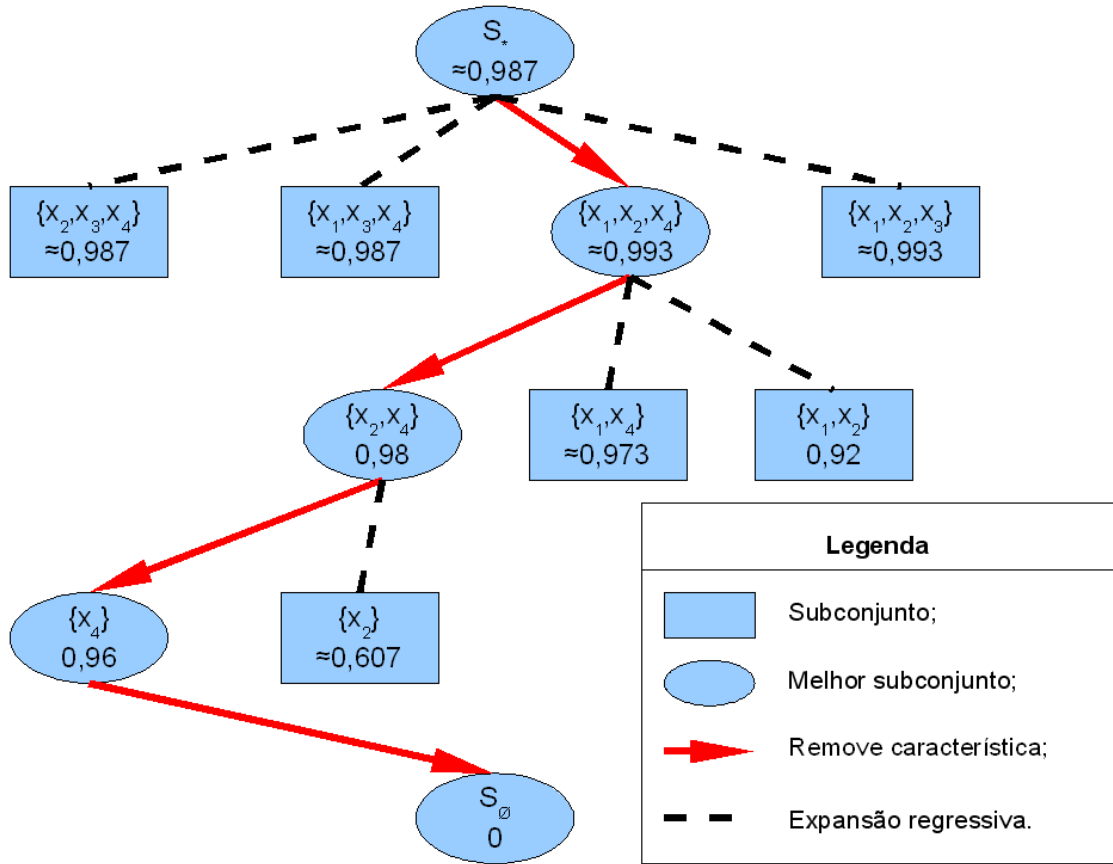 S*
≈0,987
{x₂,x₃,x₄}
≈0,987
{x₁,x₃,x₄}
≈0,987
{x₁,x₂,x₄}
≈0,993
{x₁,x₂,x₃}
≈0,993
{x₂,x₄}
0,98
{x₁,x₄}
≈0,973
{x₁,x₂}
0,92
{x₄}
0,96
{x₂}
≈0,607
S∅
0
Legenda
Subconjunto;
Melhor subconjunto;
Remove característica;
Expansão regressiva.